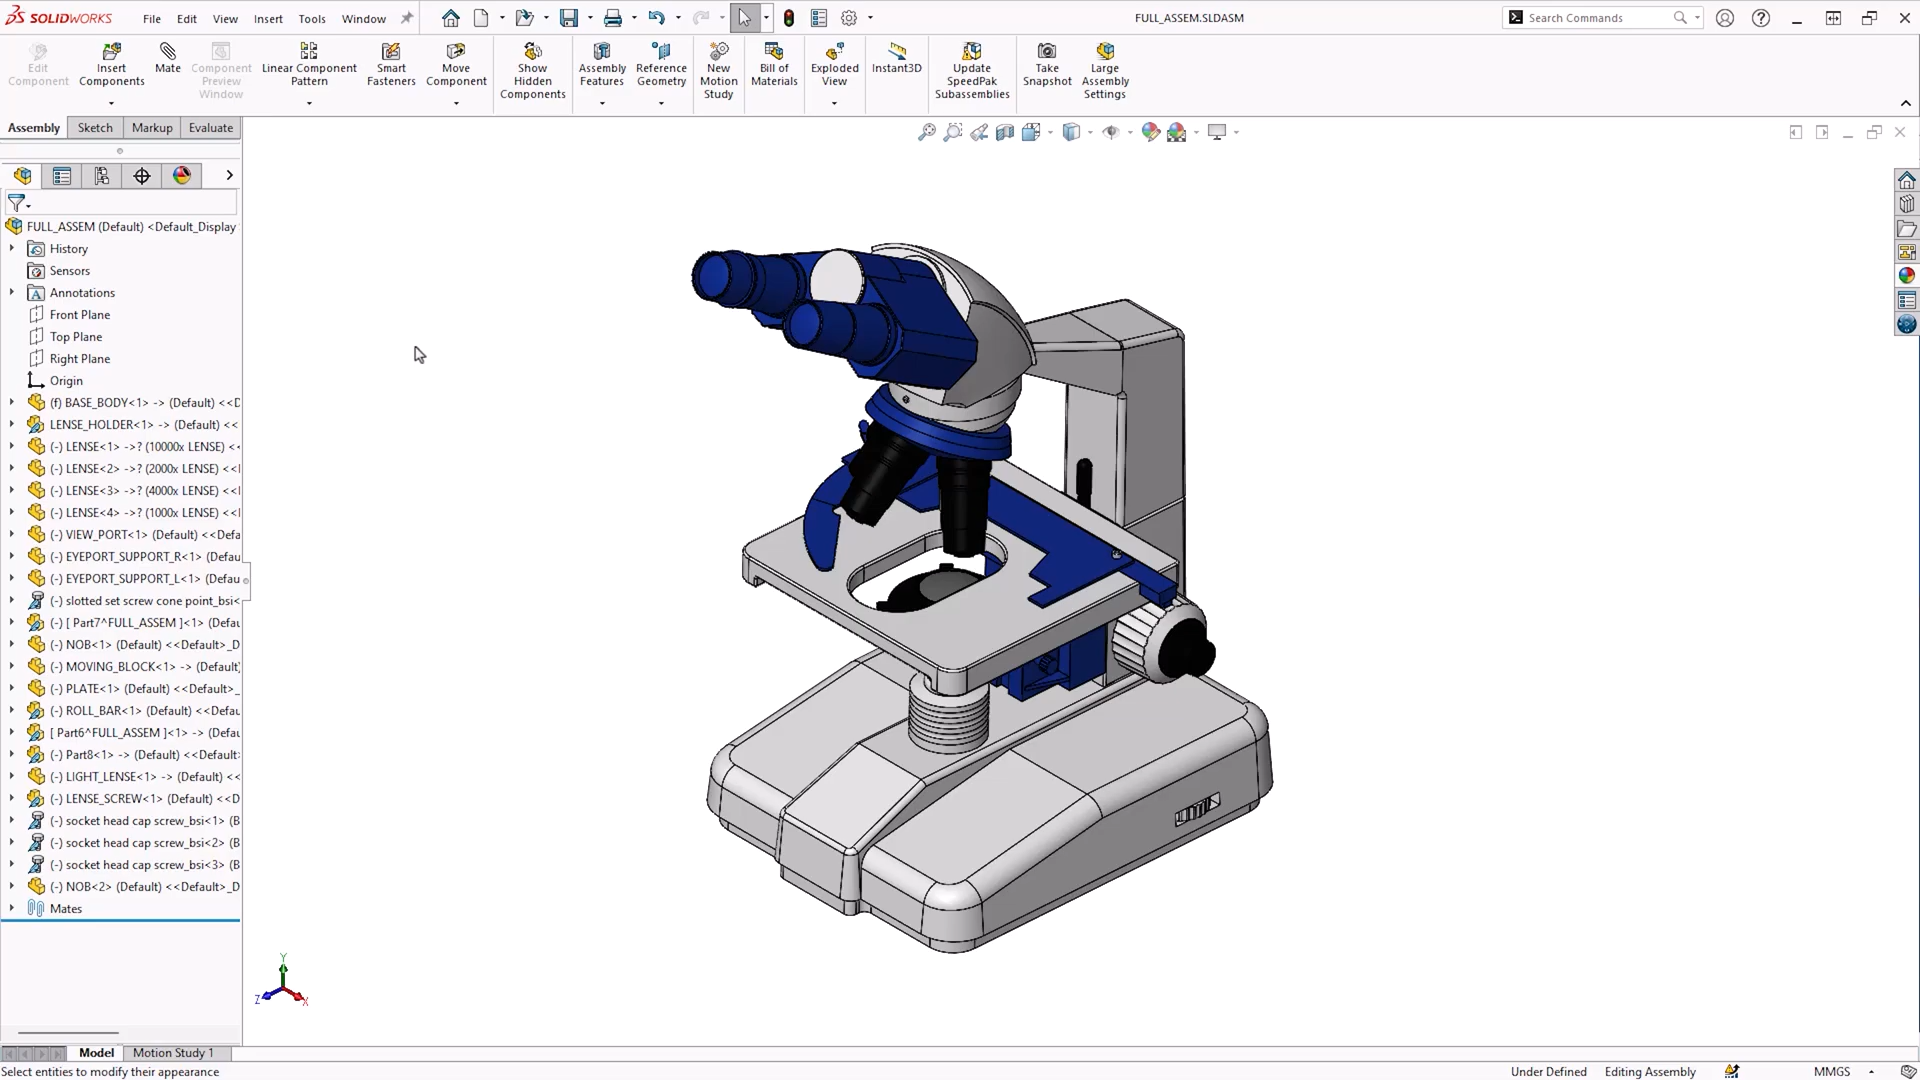 SOLIDWORKS
File Edit View Insert Tools Window
FULL_ASSEM.SLDASM
Search Commands
Edit Component
Insert Components
Mate
Component Preview Window
Linear Component Pattern
Smart Fasteners
Move Component
Show Hidden Components
Assembly Features
Reference Geometry
New Motion Study
Bill of Materials
Exploded View
Instant3D
Update SpeedPak Subassemblies
Take Snapshot
Large Assembly Settings
Assembly Sketch Markup Evaluate
FULL_ASSEM (Default) <Default_Display
History
Sensors
Annotations
Front Plane
Top Plane
Right Plane
Origin
(f) BASE_BODY<1> -> (Default) <<D
LENSE_HOLDER<1> -> (Default) <<
(-) LENSE<1> ->? (10000x LENSE) <<
(-) LENSE<2> ->? (2000x LENSE) <<
(-) LENSE<3> ->? (4000x LENSE) <<
(-) LENSE<4> ->? (1000x LENSE) <<
(-) VIEW_PORT<1> (Default) <<Defa
(-) EYEPORT_SUPPORT_R<1> (Defau
(-) EYEPORT_SUPPORT_L<1> (Defau
(-) slotted set screw cone point_bsi<
(-) [ Part7^FULL_ASSEM ]<1> (Defau
(-) NOB<1> (Default) <<Default>_D
(-) MOVING_BLOCK<1> -> (Default)
(-) PLATE<1> (Default) <<Default>_
(-) ROLL_BAR<1> (Default) <<Defau
[ Part6^FULL_ASSEM ]<1> -> (Defau
(-) Part8<1> -> (Default) <<Default>
(-) LIGHT_LENSE<1> -> (Default) <<
(-) LENSE_SCREW<1> (Default) <<D
(-) socket head cap screw_bsi<1> (B
(-) socket head cap screw_bsi<2> (B
(-) socket head cap screw_bsi<3> (B
(-) NOB<2> (Default) <<Default>_D
Mates
Y
Z
X
Model Motion Study 1
Select entities to modify their appearance
Under Defined Editing Assembly MMGS